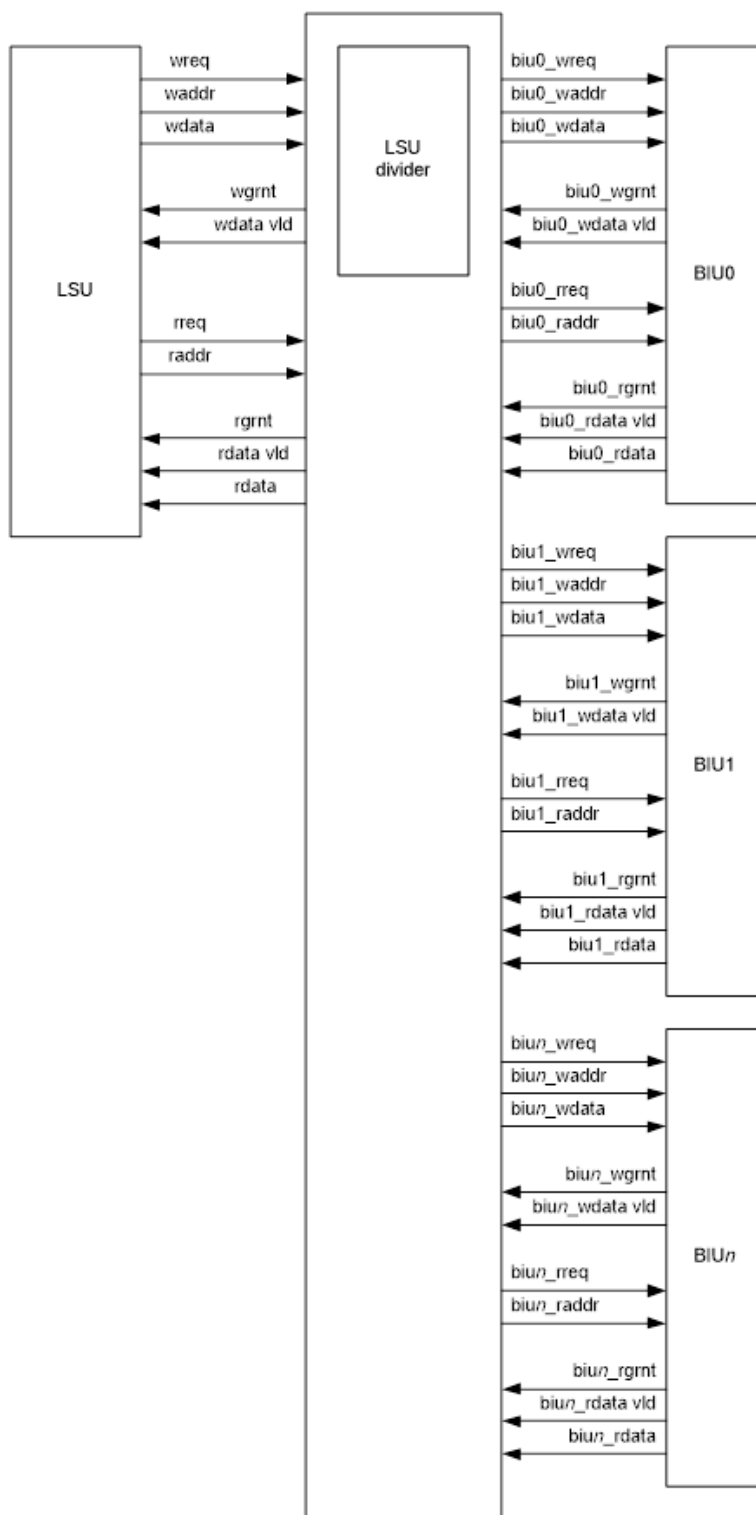 wreq
waddr
wdata
wgrnt
wdata vld
LSU
rreq
raddr
rgrnt
rdata vld
rdata
LSU
divider
biu0_wreq
biu0_waddr
biu0_wdata
biu0_wgrnt
biu0_wdata vld
biu0_rreq
biu0_raddr
biu0_rgrnt
biu0_rdata vld
biu0_rdata
BIU0
biu1_wreq
biu1_waddr
biu1_wdata
biu1_wgrnt
biu1_wdata vld
biu1_rreq
biu1_raddr
biu1_rgrnt
biu1_rdata vld
biu1_rdata
BIU1
biun_wreq
biun_waddr
biun_wdata
biun_wgrnt
biun_wdata vld
biun_rreq
biun_raddr
biun_rgrnt
biun_rdata vld
biun_rdata
BIUn